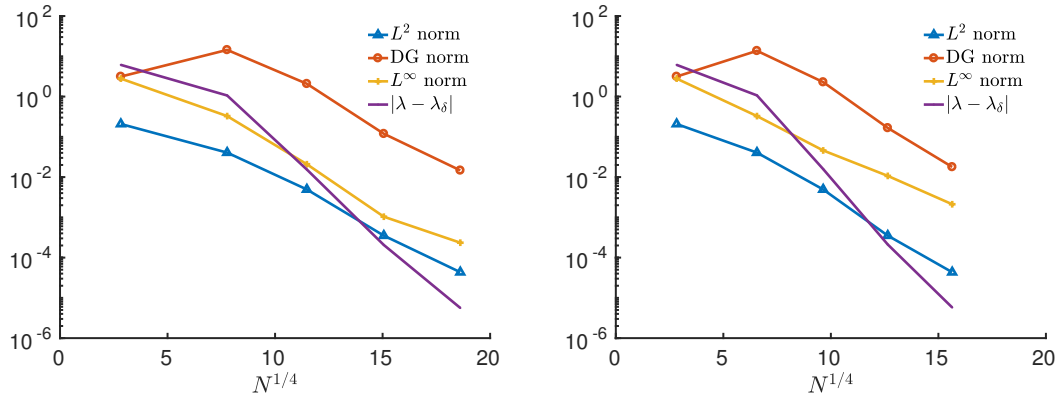 10^2
10^0
10^-2
10^-4
10^-6
0
5
10
15
20
N^{1/4}
L^2 norm
DG norm
L^∞ norm
|λ − λ_δ|
10^2
10^0
10^-2
10^-4
10^-6
0
5
10
15
20
N^{1/4}
L^2 norm
DG norm
L^∞ norm
|λ − λ_δ|